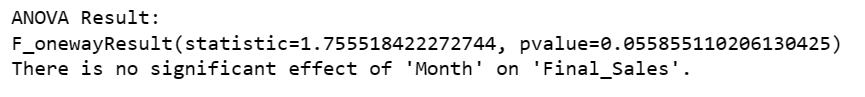 ANOVA Result:
F_onewayResult(statistic=1.755518422272744, pvalue=0.055855110206130425)
There is no significant effect of 'Month' on 'Final_Sales'.